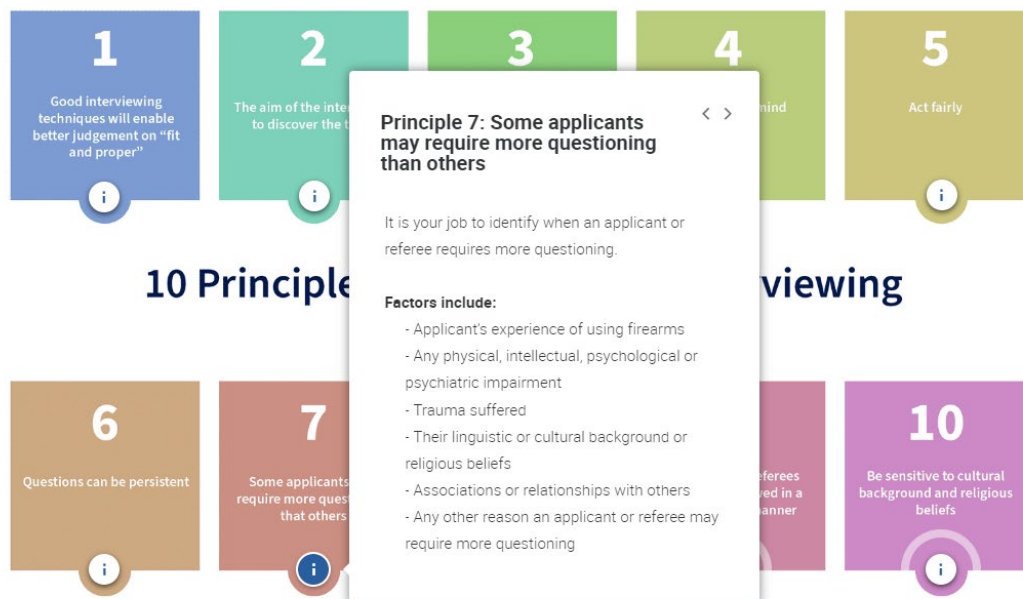 1
2
3
4
5
Good interviewing
techniques will enable
better judgement on “fit
and proper”
The aim of the inte
to discover the t
mind
Act fairly
i
i
i
10 Principle
viewing
Principle 7: Some applicants
may require more questioning
than others
< >
It is your job to identify when an applicant or
referee requires more questioning.
Factors include:
- Applicant's experience of using firearms
- Any physical, intellectual, psychological or
psychiatric impairment
- Trauma suffered
- Their linguistic or cultural background or
religious beliefs
- Associations or relationships with others
- Any other reason an applicant or referee may
require more questioning
6
7
10
Questions can be persistent
Some applicants
require more ques
that others
eferees
ved in a
anner
Be sensitive to cultural
background and religious
beliefs
i
i
i